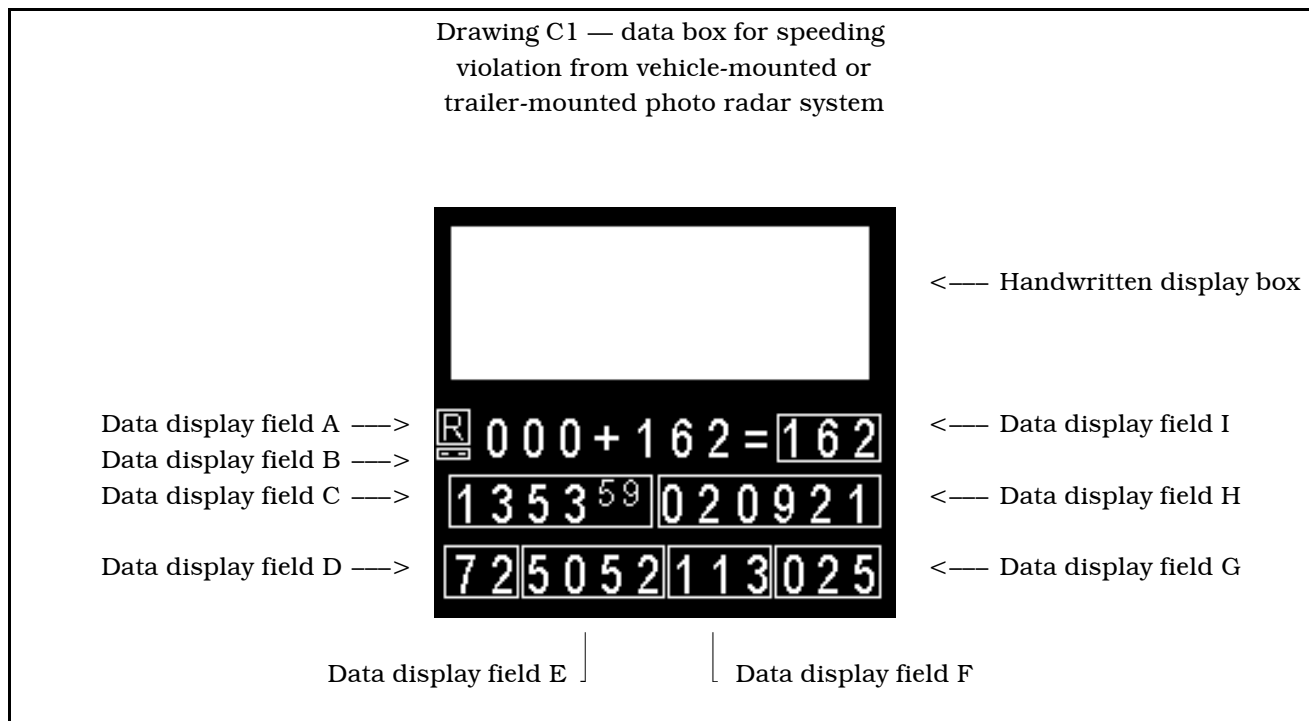 Drawing C1 — data box for speeding
violation from vehicle-mounted or
trailer-mounted photo radar system
<––– Handwritten display box
Data display field A –––> R 000+162=162 <––– Data display field I
Data display field B –––>
Data display field C –––> 1353 59 020921 <––– Data display field H
Data display field D –––> 72 5052 113 025 <––– Data display field G
Data display field E Data display field F